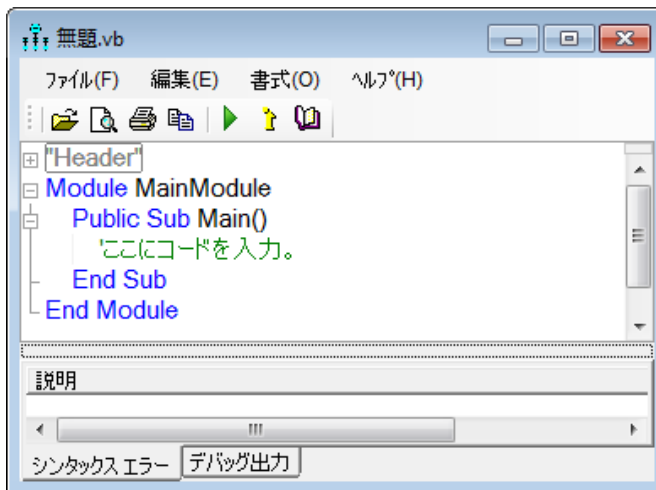 無題.vb
ファイル(F) 編集(E) 書式(O) ヘルプ(H)
"Header"
Module MainModule
Public Sub Main()
'ここにコードを入力。
End Sub
End Module
説明
シンタックス エラー デバッグ出力